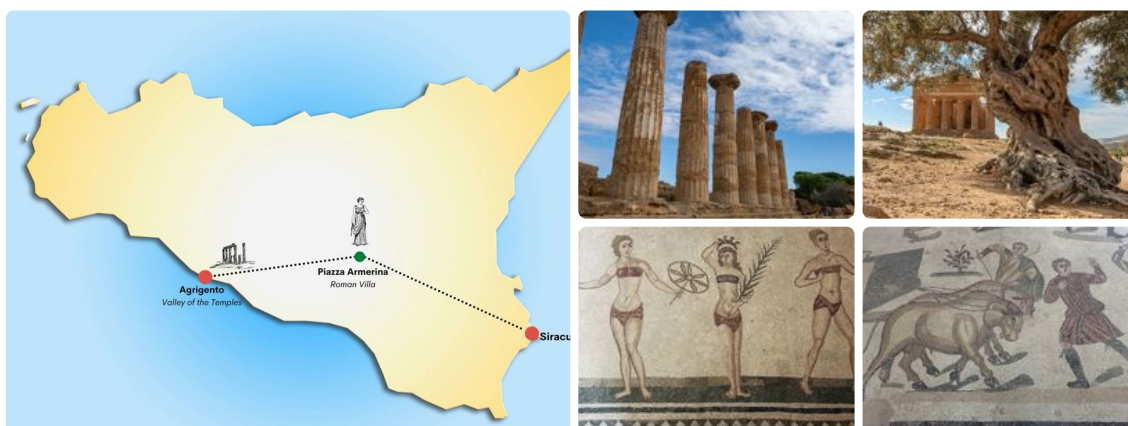 Agrigento
Valley of the Temples
Piazza Armerina
Roman Villa
Siracu